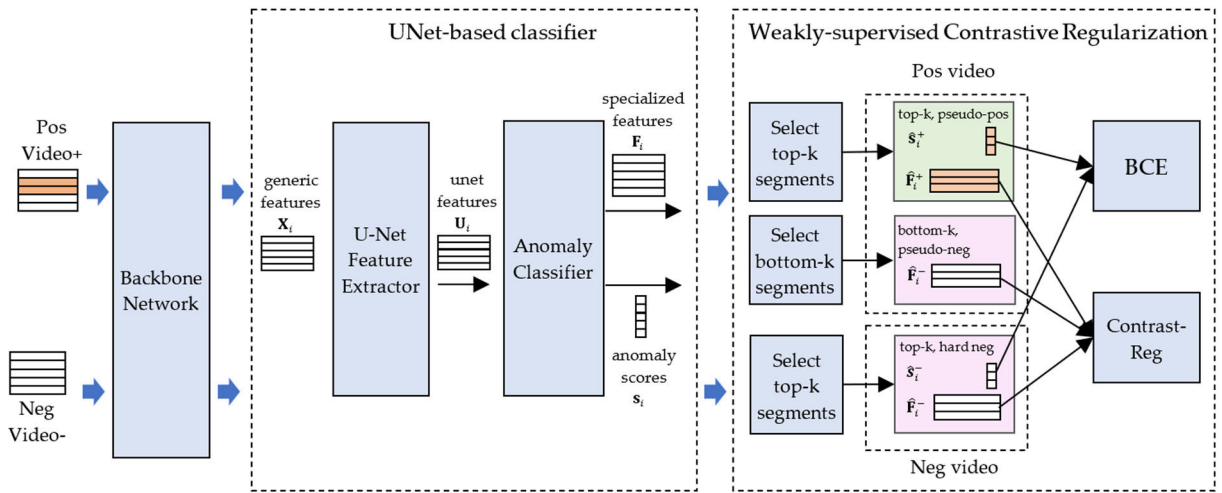 UNet-based classifier
Weakly-supervised Contrastive Regularization
Pos
Video+
Neg
Video-
Backbone
Network
generic
features
X_i
U-Net
Feature
Extractor
unet
features
U_i
Anomaly
Classifier
specialized
features
F_i
anomaly
scores
s_i
Pos video
Select
top-k
segments
top-k, pseudo-pos
ŝ_i^+
F̂_i^+
Select
bottom-k
segments
bottom-k,
pseudo-neg
F̂_i^-
Select
top-k
segments
top-k, hard neg
ŝ_i^-
F̂_i^-
Neg video
BCE
Contrast-
Reg